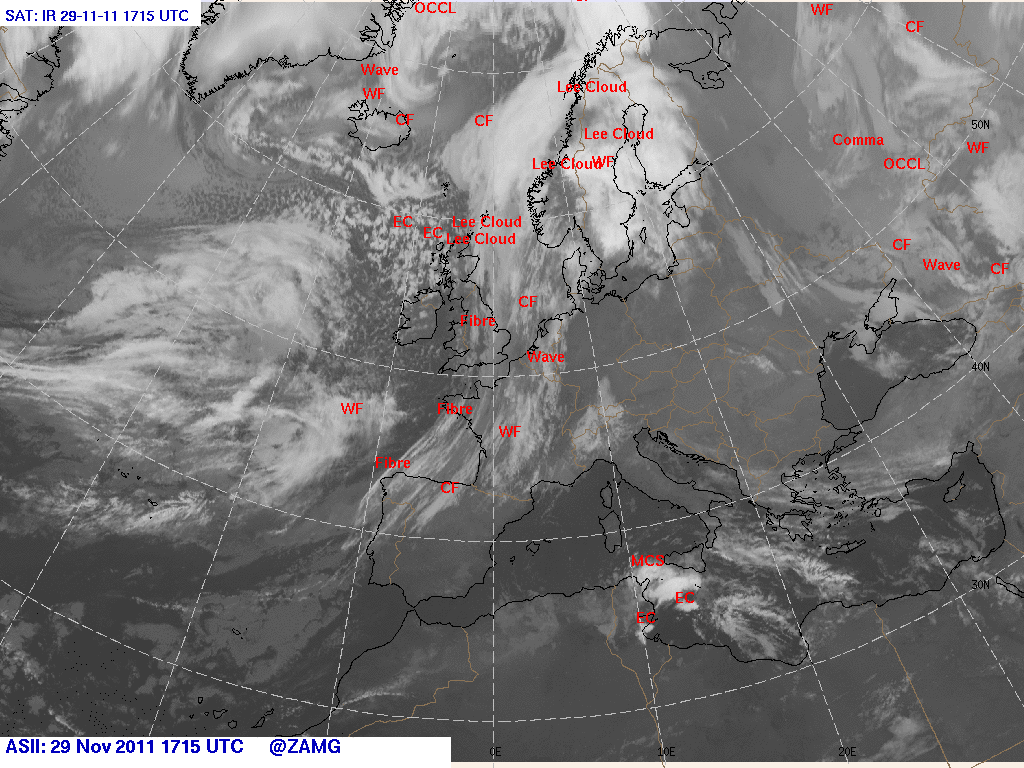 SAT: IR 29-11-11 1715 UTC
OCCL
WF
CF
Wave
Lee Cloud
WF
CF
CF
50N
Lee Cloud
Comma
WF
Lee Cloud
WF
OCCL
EC
Lee Cloud
EC
Lee Cloud
CF
Wave
CF
CF
Fibre
Wave
40N
WF
Fibre
WF
Fibre
CF
MCS
30N
EC
EC
ASII: 29 Nov 2011 1715 UTC @ZAMG
0E
10E
20E